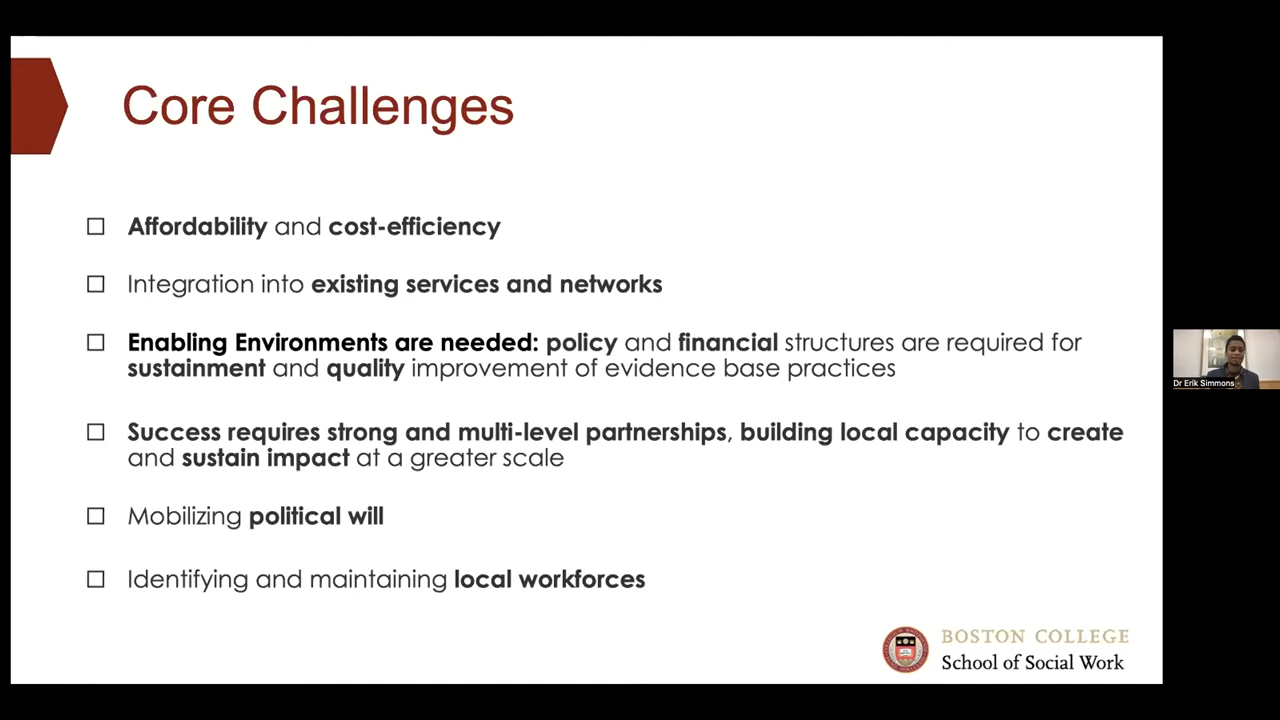 Core Challenges
Affordability and cost-efficiency
Integration into existing services and networks
Enabling Environments are needed: policy and financial structures are required for
sustainment and quality improvement of evidence base practices
Success requires strong and multi-level partnerships, building local capacity to create
and sustain impact at a greater scale
Mobilizing political will
Identifying and maintaining local workforces
BOSTON COLLEGE
School of Social Work
Dr Erik Simmons